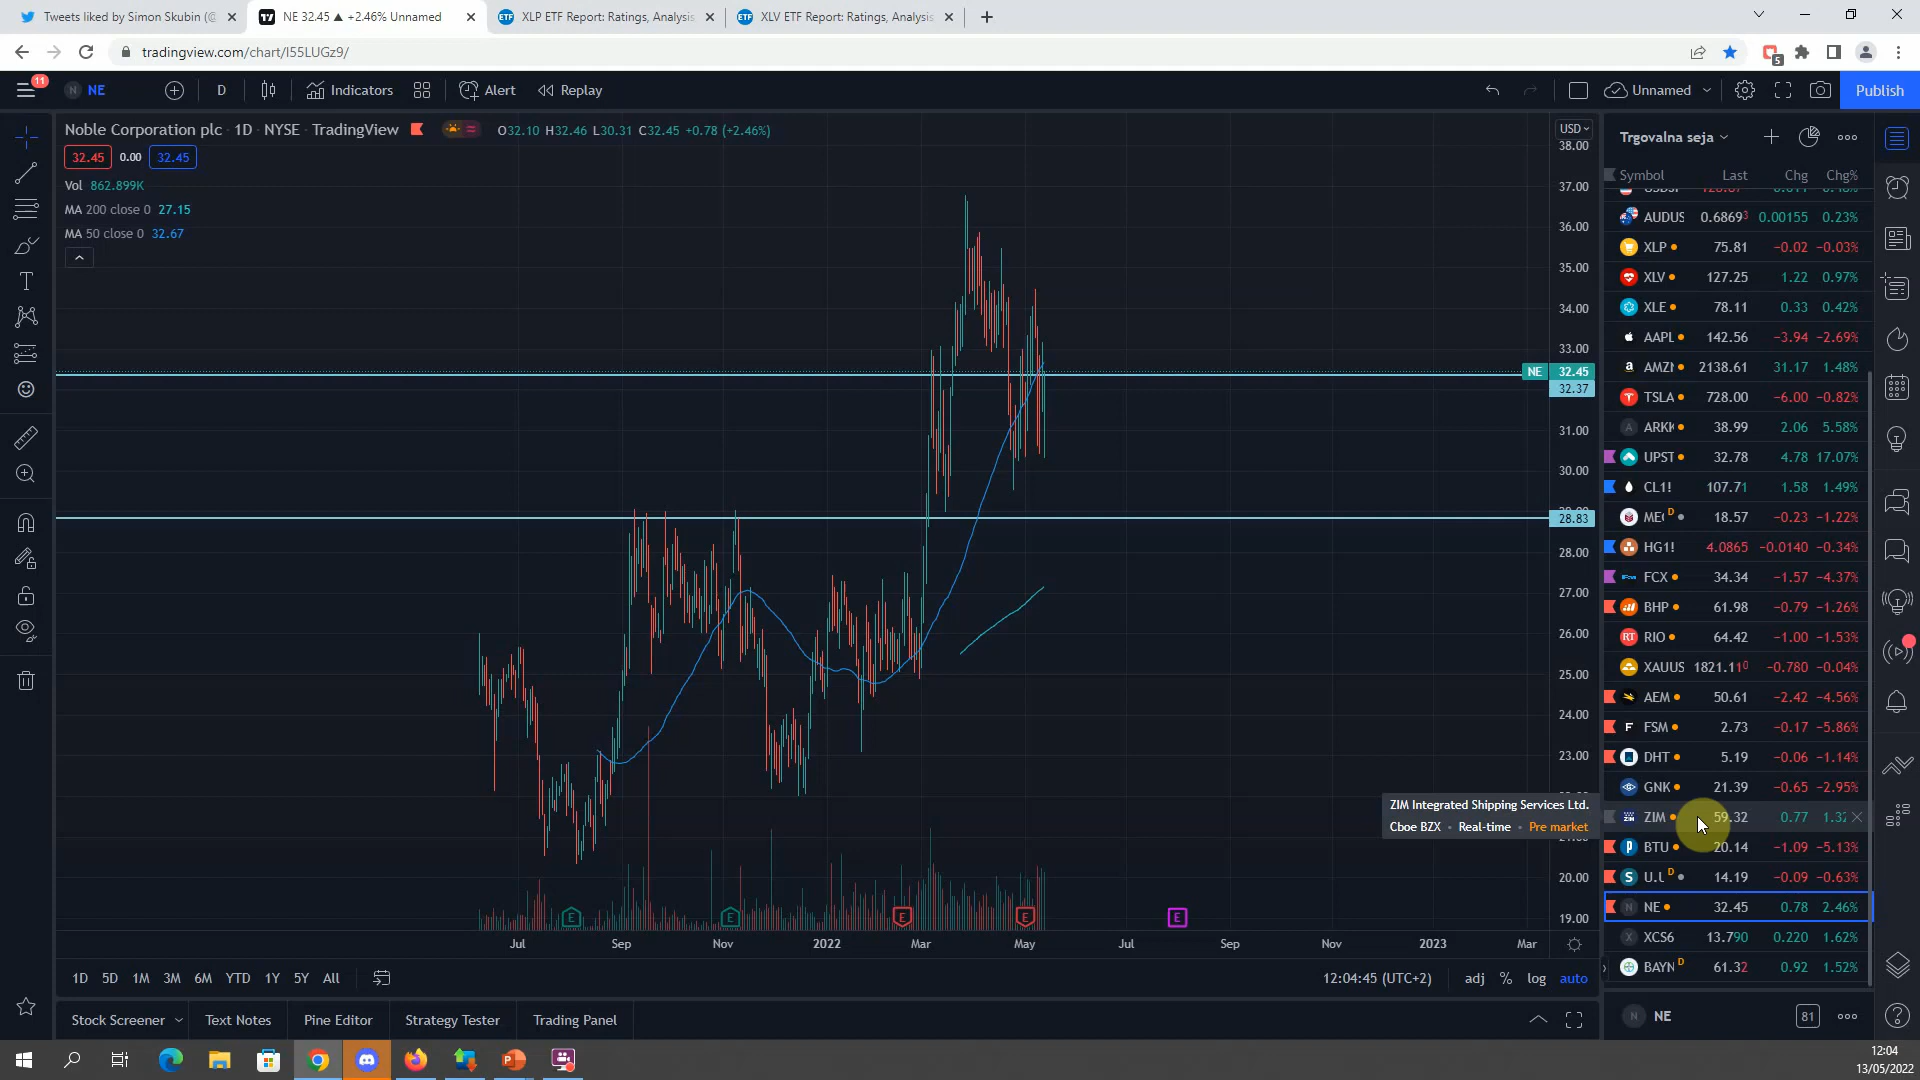 Tweets liked by Simon Skubin (@
NE 32.45 ▲ +2.46% Unnamed
XLP ETF Report: Ratings, Analysis
XLV ETF Report: Ratings, Analysis
tradingview.com/chart/I55LUGz9/
5
11
NE
D
Indicators
Alert
Replay
Unnamed
Publish
Noble Corporation plc · 1D · NYSE · TradingView
O32.10 H32.46 L30.31 C32.45 +0.78 (+2.46%)
32.45 0.00 32.45
Vol 862.899K
MA 200 close 0 27.15
MA 50 close 0 32.67
USD
38.00
37.00
36.00
35.00
34.00
33.00
NE 32.45
32.37
31.00
30.00
28.83
28.00
27.00
26.00
25.00
24.00
23.00
20.00
19.00
E E E E E
Jul Sep Nov 2022 Mar May Jul Sep Nov 2023 Mar
1D 5D 1M 3M 6M YTD 1Y 5Y All
12:04:45 (UTC+2) adj % log auto
Stock Screener Text Notes Pine Editor Strategy Tester Trading Panel
ZIM Integrated Shipping Services Ltd.
Cboe BZX • Real-time • Pre market
Trgovalna seja
Symbol Last Chg Chg%
AUDUS 0.68693 0.00155 0.23%
XLP 75.81 −0.02 −0.03%
XLV 127.25 1.22 0.97%
XLE 78.11 0.33 0.42%
AAPL 142.56 −3.94 −2.69%
AMZN 2138.61 31.17 1.48%
TSLA 728.00 −6.00 −0.82%
ARKK 38.99 2.06 5.58%
UPST 32.78 4.78 17.07%
CL1! 107.71 1.58 1.49%
D 18.57 −0.23 −1.22%
HG1! 4.0865 −0.0140 −0.34%
FCX 34.34 −1.57 −4.37%
BHP 61.98 −0.79 −1.26%
RIO 64.42 −1.00 −1.53%
XAUUS 1821.110 −0.780 −0.04%
AEM 50.61 −2.42 −4.56%
FSM 2.73 −0.17 −5.86%
DHT 5.19 −0.06 −1.14%
GNK 21.39 −0.65 −2.95%
ZIM 59.32 0.77 1.32
BTU 20.14 −1.09 −5.13%
U.U D 14.19 −0.09 −0.63%
NE 32.45 0.78 2.46%
XCS6 13.790 0.220 1.62%
BAYN D 61.32 0.92 1.52%
NE 81
12:04
13/05/2022